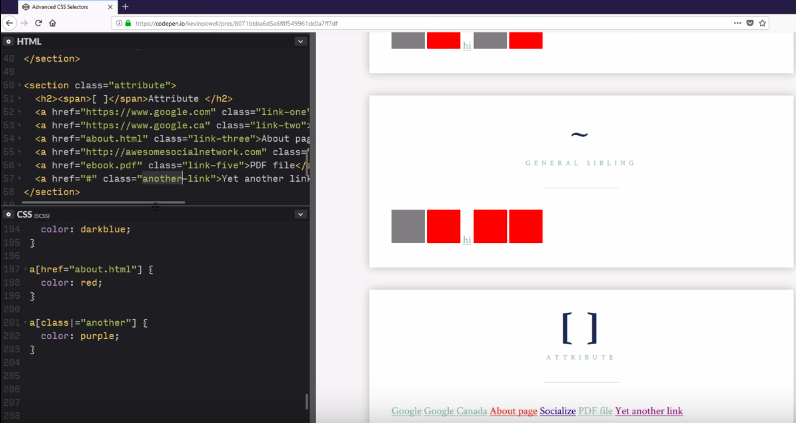 Advanced CSS Selectors
https://codepen.io/kevinpowell/pres/8071bbba6d5a6f8f549961dc0a7ff7df
HTML
48 </section>
49
50 <section class="attribute">
51 <h2><span>[ ]</span>Attribute </h2>
52 <a href="https://www.google.com" class="link-one"
53 <a href="https://www.google.ca" class="link-two">
54 <a href="about.html" class="link-three">About pag
55 <a href="http://awesomesocialnetwork.com" class=
56 <a href="ebook.pdf" class="link-five">PDF file</
57 <a href="#" class="another-link">Yet another link
58 </section>
59
CSS (SCSS)
194 color: darkblue;
195 }
196
197 a[href="about.html"] {
198 color: red;
199 }
200
201 a[class|="another"] {
202 color: purple;
203 }
204
205
206
207
208
hi
~
GENERAL SIBLING
hi
[ ]
ATTRIBUTE
Google Google Canada About page Socialize PDF file Yet another link